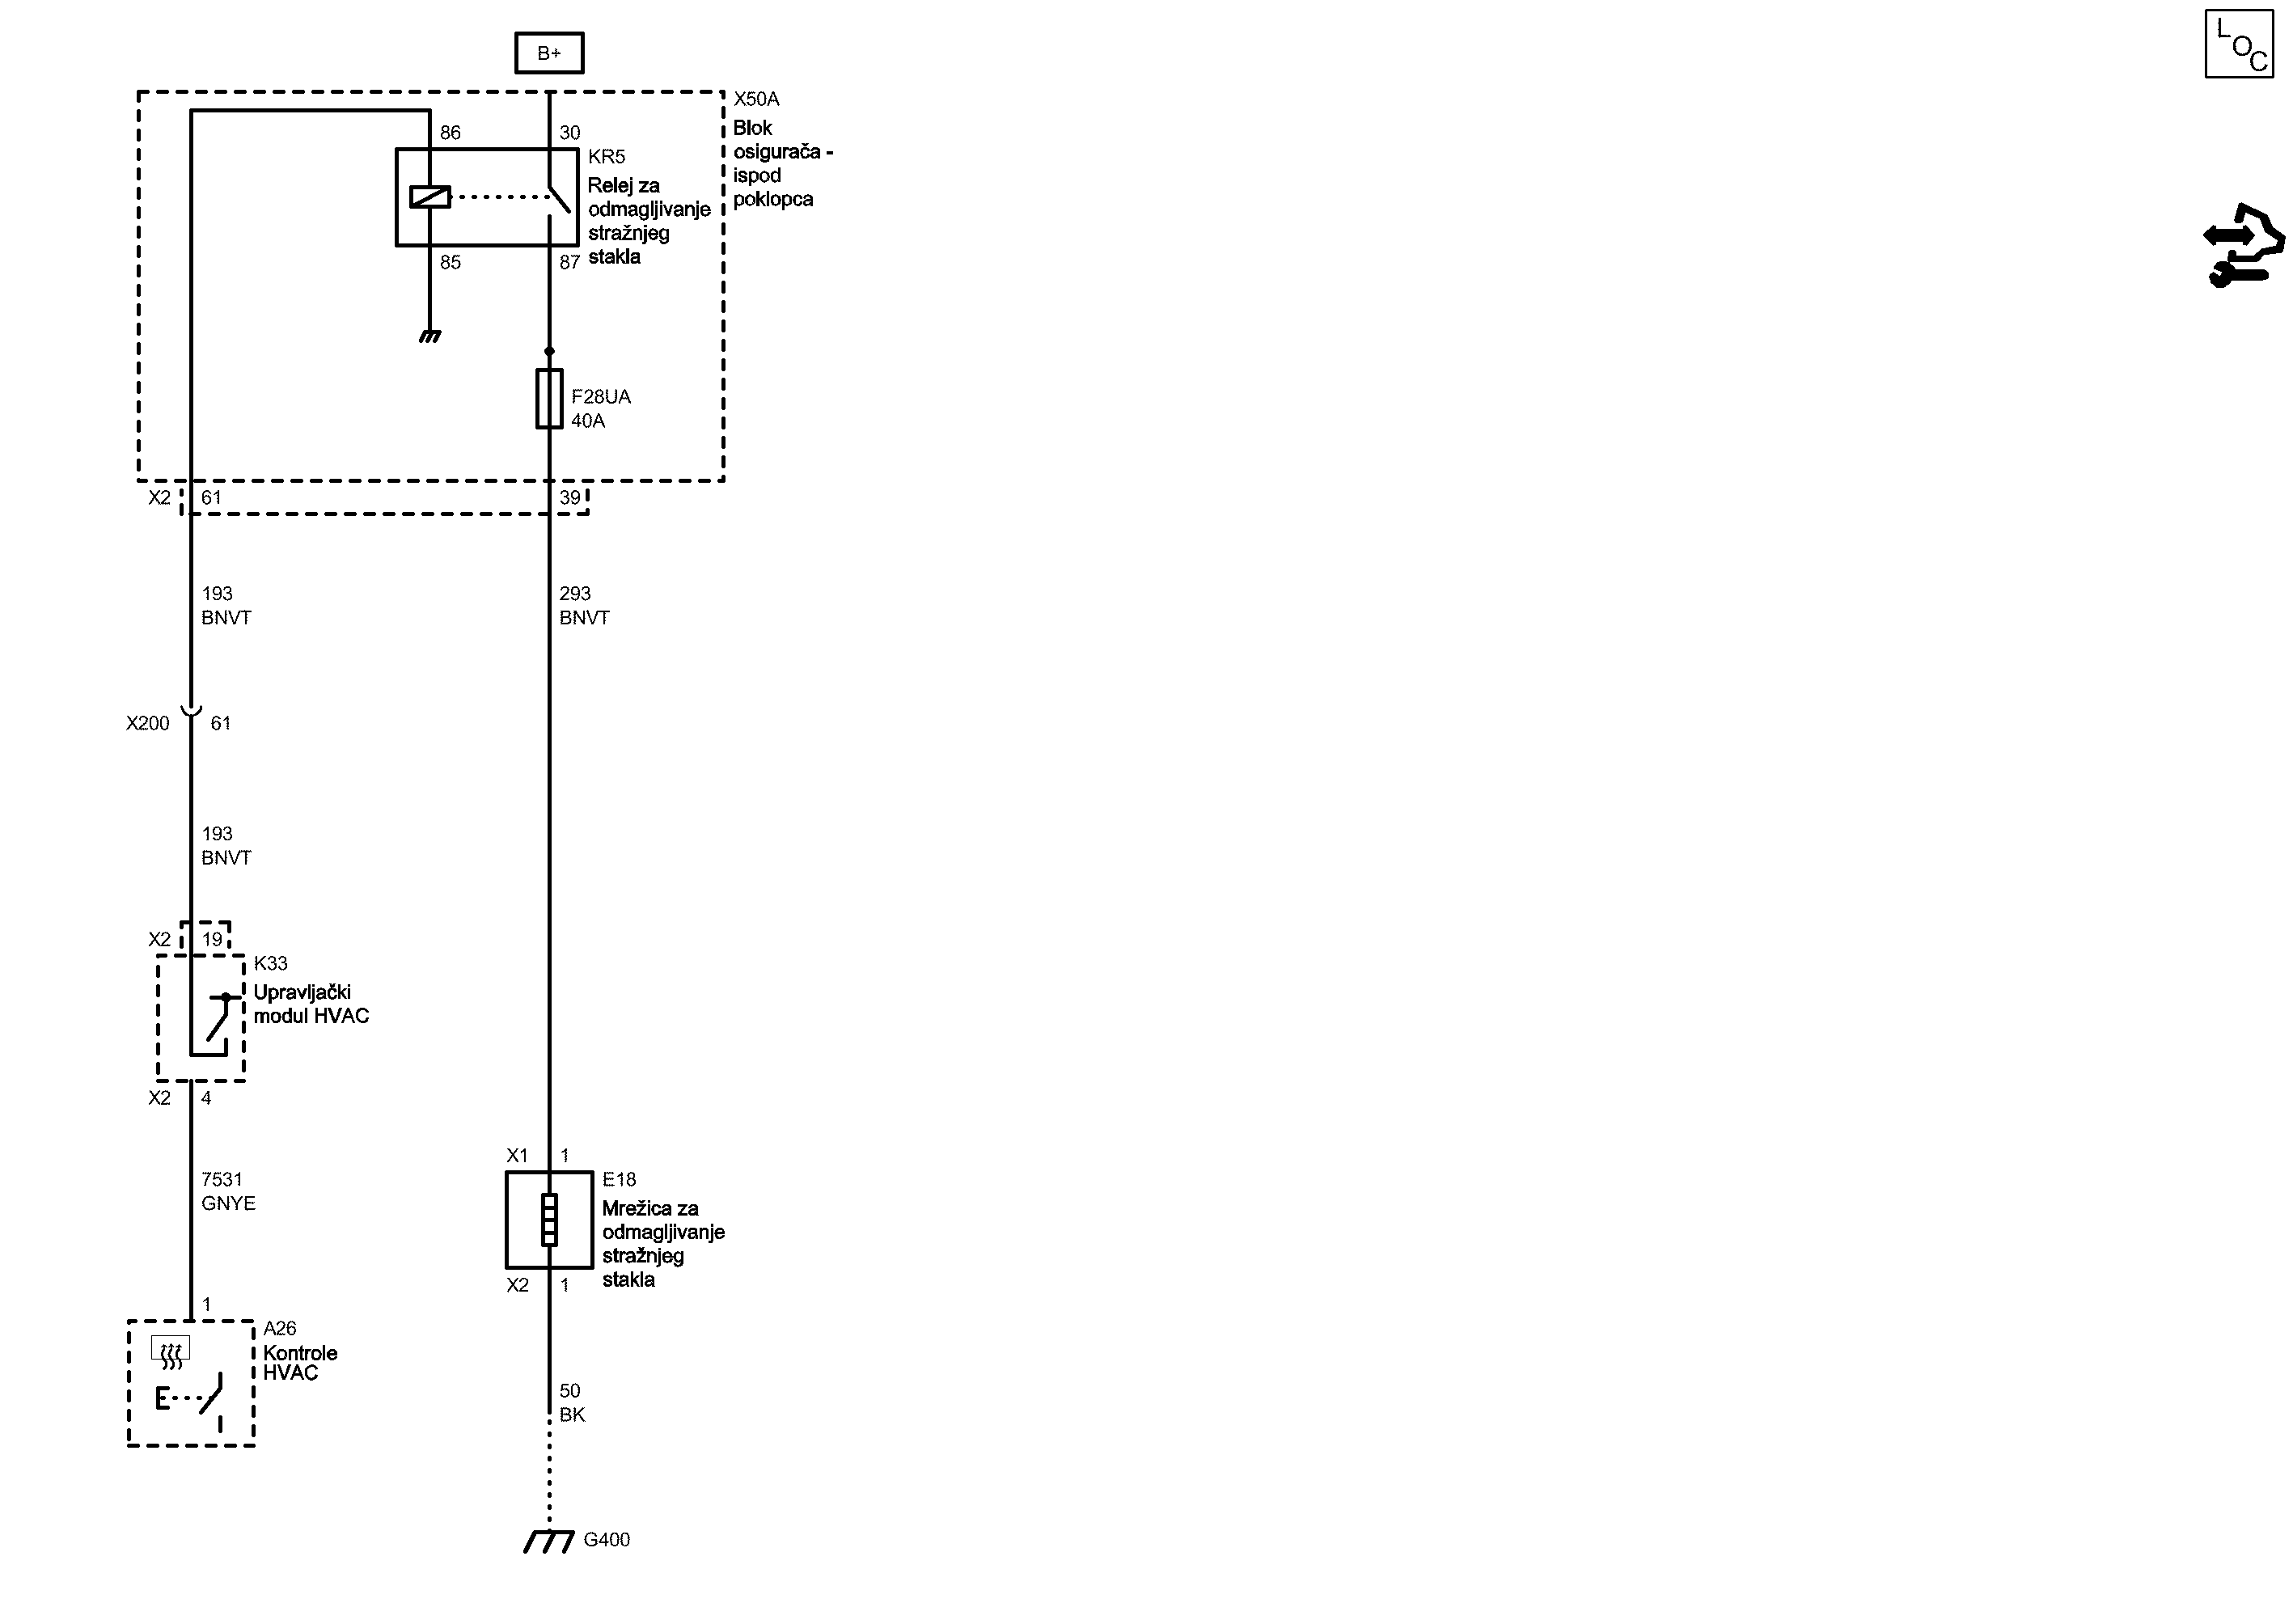 B+
LOC
X50A
Blok
osigurača -
ispod
poklopca
86
30
KR5
Relej za
odmagljivanje
stražnjeg
stakla
85
87
F28UA
40A
X2
61
39
193
BNVT
293
BNVT
X200
61
193
BNVT
X2
19
K33
Upravljački
modul HVAC
X2
4
7531
GNYE
X1
1
E18
Mrežica za
odmagljivanje
stražnjeg
stakla
X2
1
1
A26
Kontrole
HVAC
50
BK
G400